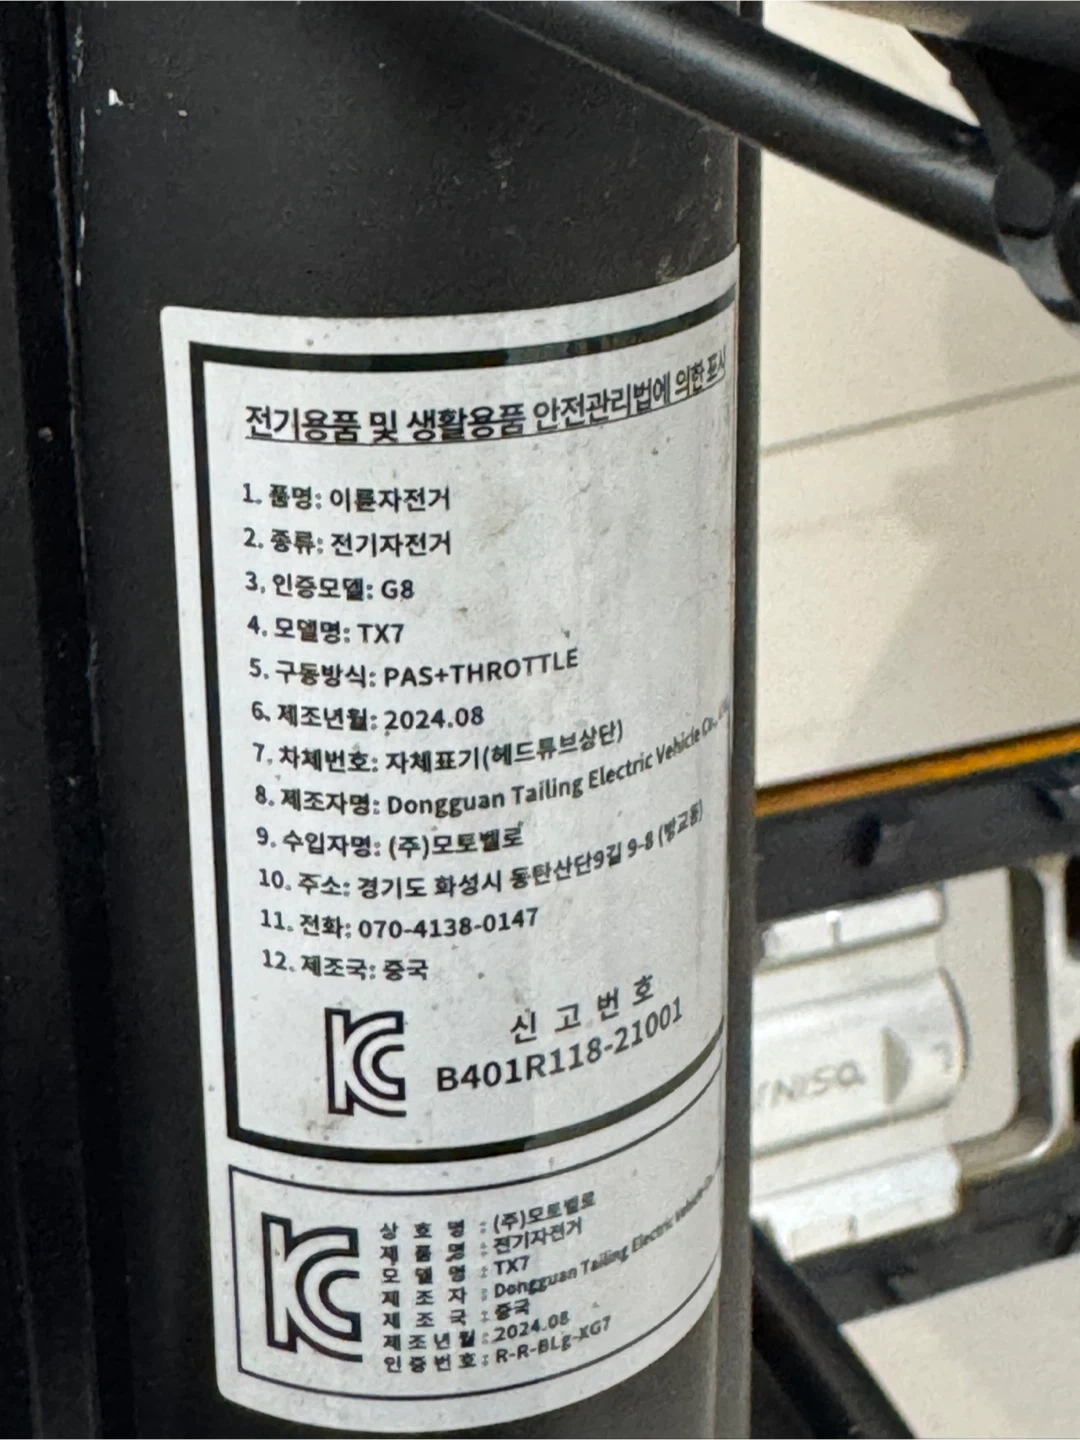 전기용품 및 생활용품 안전관리법에 의한 표시
1. 품명: 이륜자전거
2. 종류: 전기자전거
3. 인증모델: G8
4. 모델명: TX7
5. 구동방식: PAS+THROTTLE
6. 제조년월: 2024.08
7. 차체번호: 자체표기(헤드튜브상단)
8. 제조자명: Dongguan Tailing Electric Vehicle Co.,
9. 수입자명: (주)모토벨로
10. 주소: 경기도 화성시 동탄산단9길 9-8 (방교동)
11. 전화: 070-4138-0147
12. 제조국: 중국
신 고 번 호
B401R118-21001
상 호 명 : (주)모토벨로
제 품 명 : 전기자전거
모 델 명 : TX7
제 조 자 : Dongguan Tailing Electric Vehicle Co.
제 조 국 : 중국
제조년월 : 2024.08
인증번호 : R-R-BLg-XG7